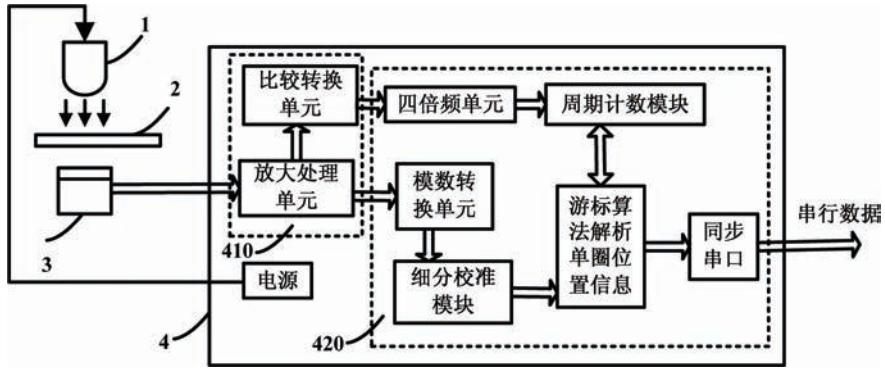 1
2
3
比较转换
单元
放大处理
单元
410
电源
4
四倍频单元
周期计数模块
模数转
换单元
细分校准
模块
游标算
法解析
单圈位
置信息
同步
串口
420
串行数据